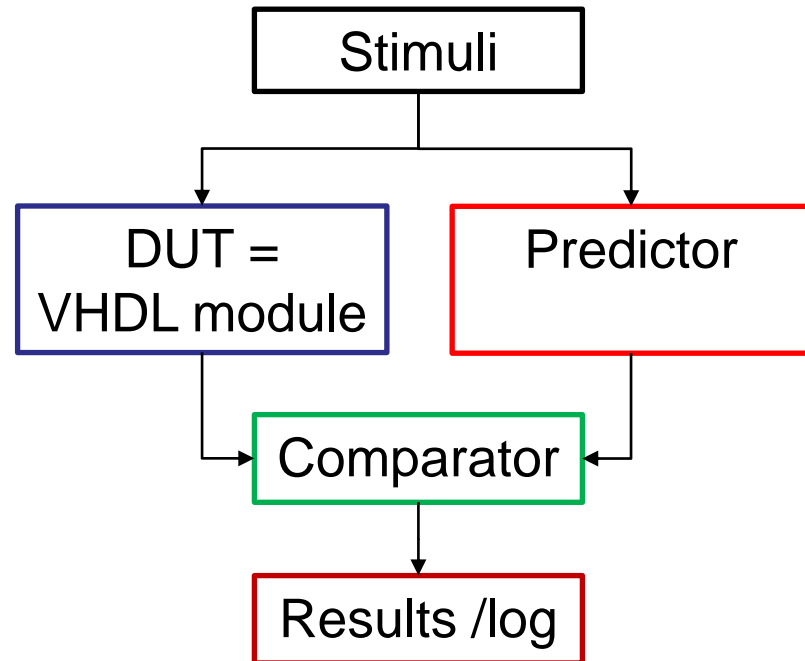 Stimuli
DUT =
VHDL module
Predictor
Comparator
Results /log